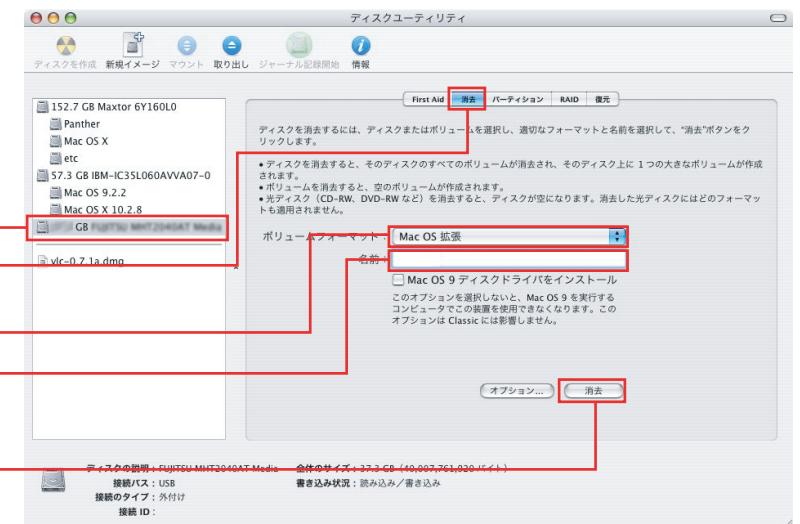 ディスクユーティリティ
ディスクを作成 新規イメージ マウント 取り出し ジャーナル記録開始 情報
152.7 GB Maxtor 6Y160L0
Panther
Mac OS X
etc
57.3 GB IBM-IC35L060AVVA07-0
Mac OS 9.2.2
Mac OS X 10.2.8
GB FUJITSU MHT2040AT Media
vlc-0.7.1a.dmg
First Aid 消去 パーティション RAID 復元
ディスクを消去するには、ディスクまたはボリュームを選択し、適切なフォーマットと名前を選択して、“消去”ボタンをク
リックします。
• ディスクを消去すると、そのディスクのすべてのボリュームが消去され、そのディスク上に 1 つの大きなボリュームが作成
されます。
• ボリュームを消去すると、空のボリュームが作成されます。
• 光ディスク（CD-RW、DVD-RW など）を消去すると、ディスクが空になります。消去した光ディスクにはどのフォーマッ
トも適用されません。
ボリュームフォーマット： Mac OS 拡張
名前：
Mac OS 9 ディスクドライバをインストール
このオプションを選択しないと、Mac OS 9 を実行する
コンピュータでこの装置を使用できなくなります。この
オプションは Classic には影響しません。
オプション... 消去
ディスクの説明：FUJITSU MHT2040AT Media 全体のサイズ：37.3 GB（40,007,761,920 バイト）
接続バス：USB 書き込み状況：読み込み／書き込み
接続のタイプ：外付け
接続 ID：